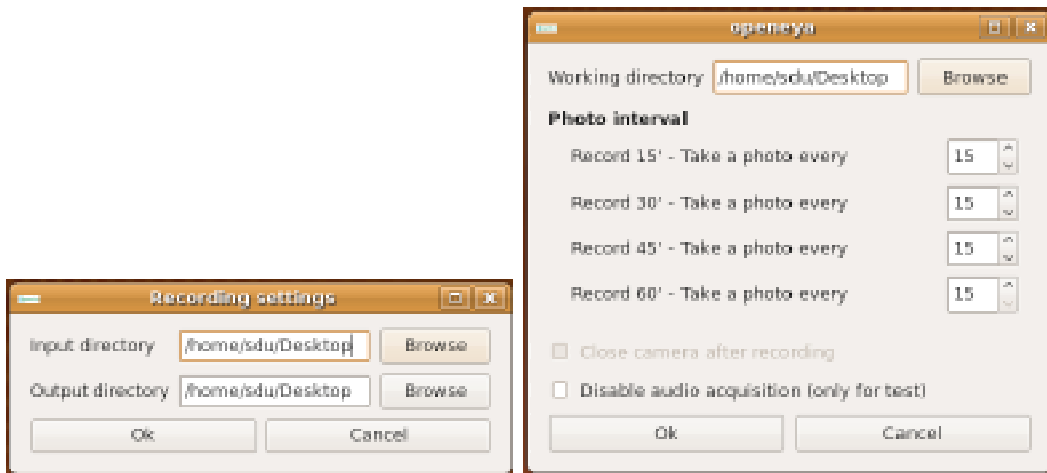 Recording settings
Input directory /home/sdu/Desktop Browse
Output directory /home/sdu/Desktop Browse
Ok Cancel
openeya
Working directory /home/sdu/Desktop Browse
Photo interval
Record 15' - Take a photo every 15
Record 30' - Take a photo every 15
Record 45' - Take a photo every 15
Record 60' - Take a photo every 15
Close camera after recording
Disable audio acquisition (only for test)
Ok Cancel